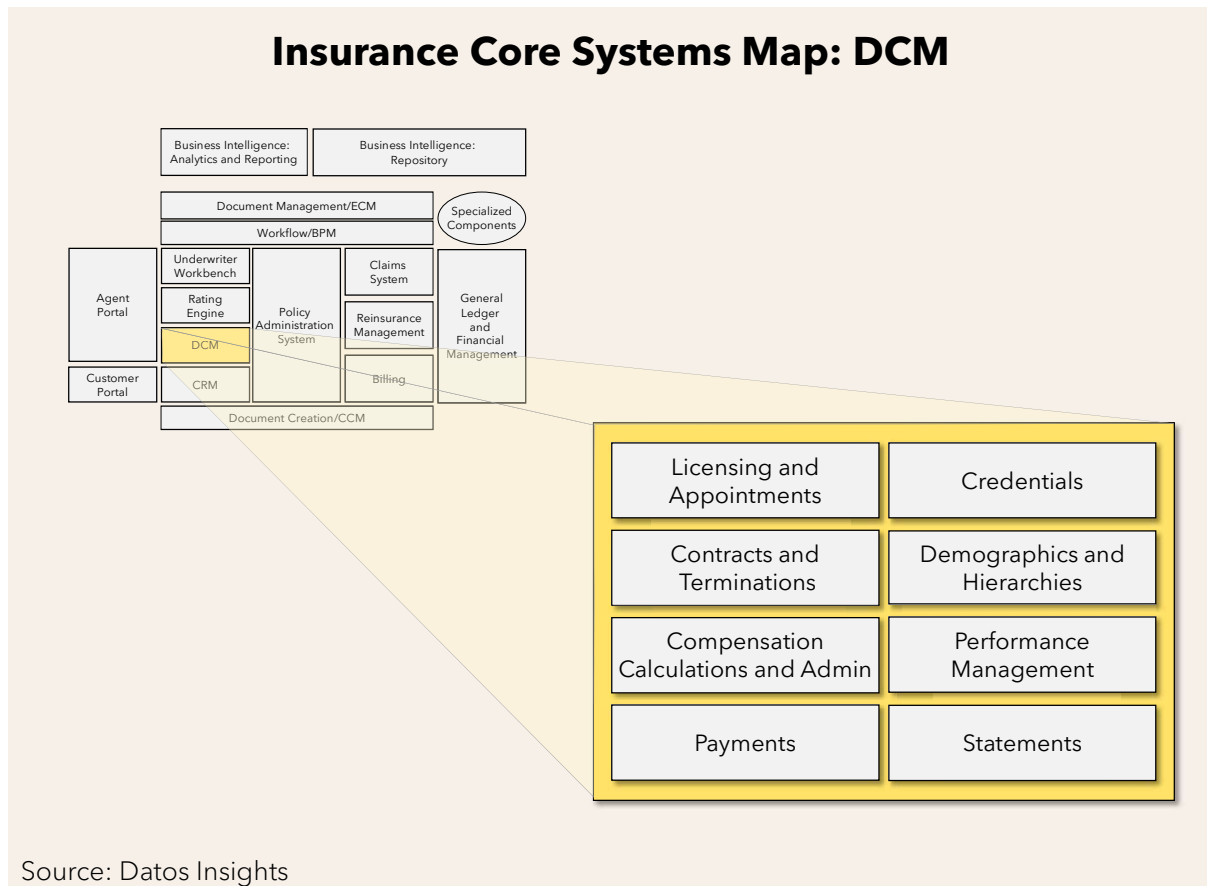 Insurance Core Systems Map: DCM
Business Intelligence:
Analytics and Reporting
Business Intelligence:
Repository
Document Management/ECM
Specialized
Components
Workflow/BPM
Agent
Portal
Underwriter
Workbench
Rating
Engine
DCM
Policy
Administration
System
Claims
System
Reinsurance
Management
General
Ledger
and
Financial
Management
Customer
Portal
CRM
Billing
Document Creation/CCM
Licensing and
Appointments
Credentials
Contracts and
Terminations
Demographics and
Hierarchies
Compensation
Calculations and Admin
Performance
Management
Payments
Statements
Source: Datos Insights